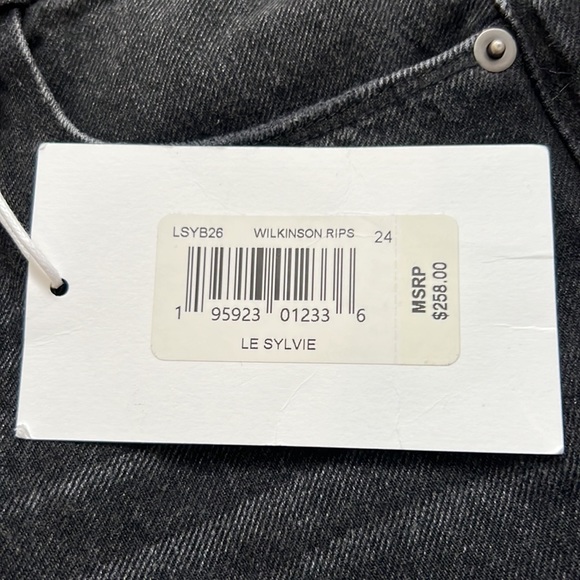 LSYB26 WILKINSON RIPS 24
1 95923 01233 6
LE SYLVIE
MSRP
$258.00